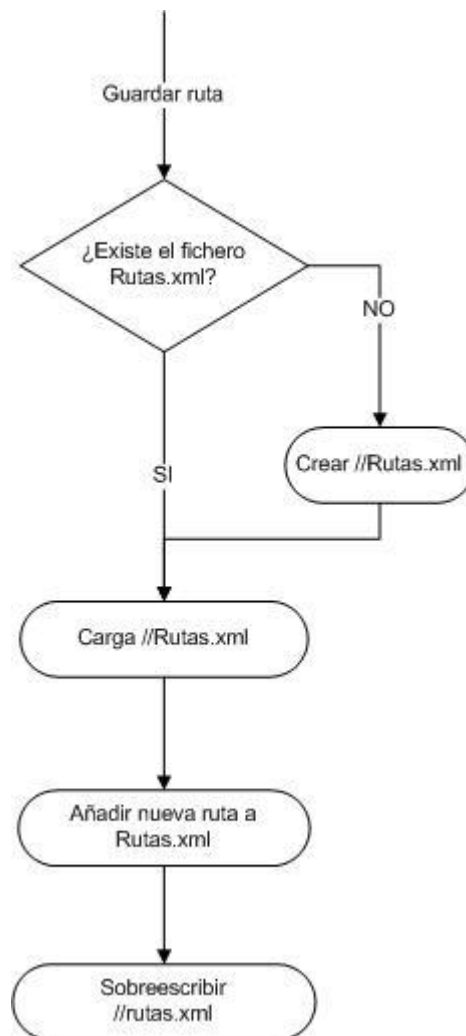 Guardar ruta
¿Existe el fichero
Rutas.xml?
NO
Crear //Rutas.xml
SI
Carga //Rutas.xml
Añadir nueva ruta a
Rutas.xml
Sobreescribir
//rutas.xml